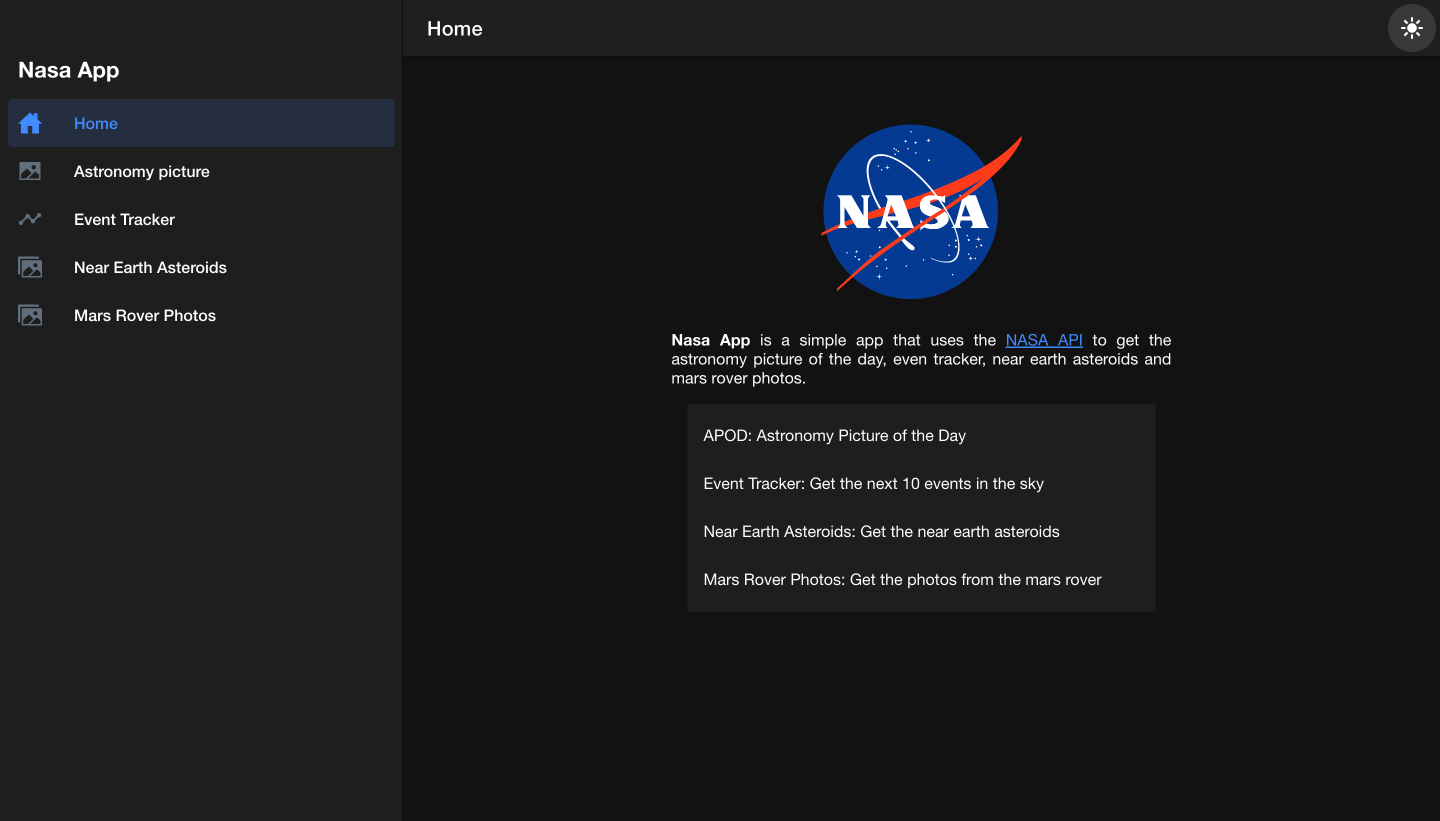 Nasa App
Home
Astronomy picture
Event Tracker
Near Earth Asteroids
Mars Rover Photos
Home
NASA
Nasa App is a simple app that uses the NASA API to get the
astronomy picture of the day, even tracker, near earth asteroids and
mars rover photos.
APOD: Astronomy Picture of the Day
Event Tracker: Get the next 10 events in the sky
Near Earth Asteroids: Get the near earth asteroids
Mars Rover Photos: Get the photos from the mars rover